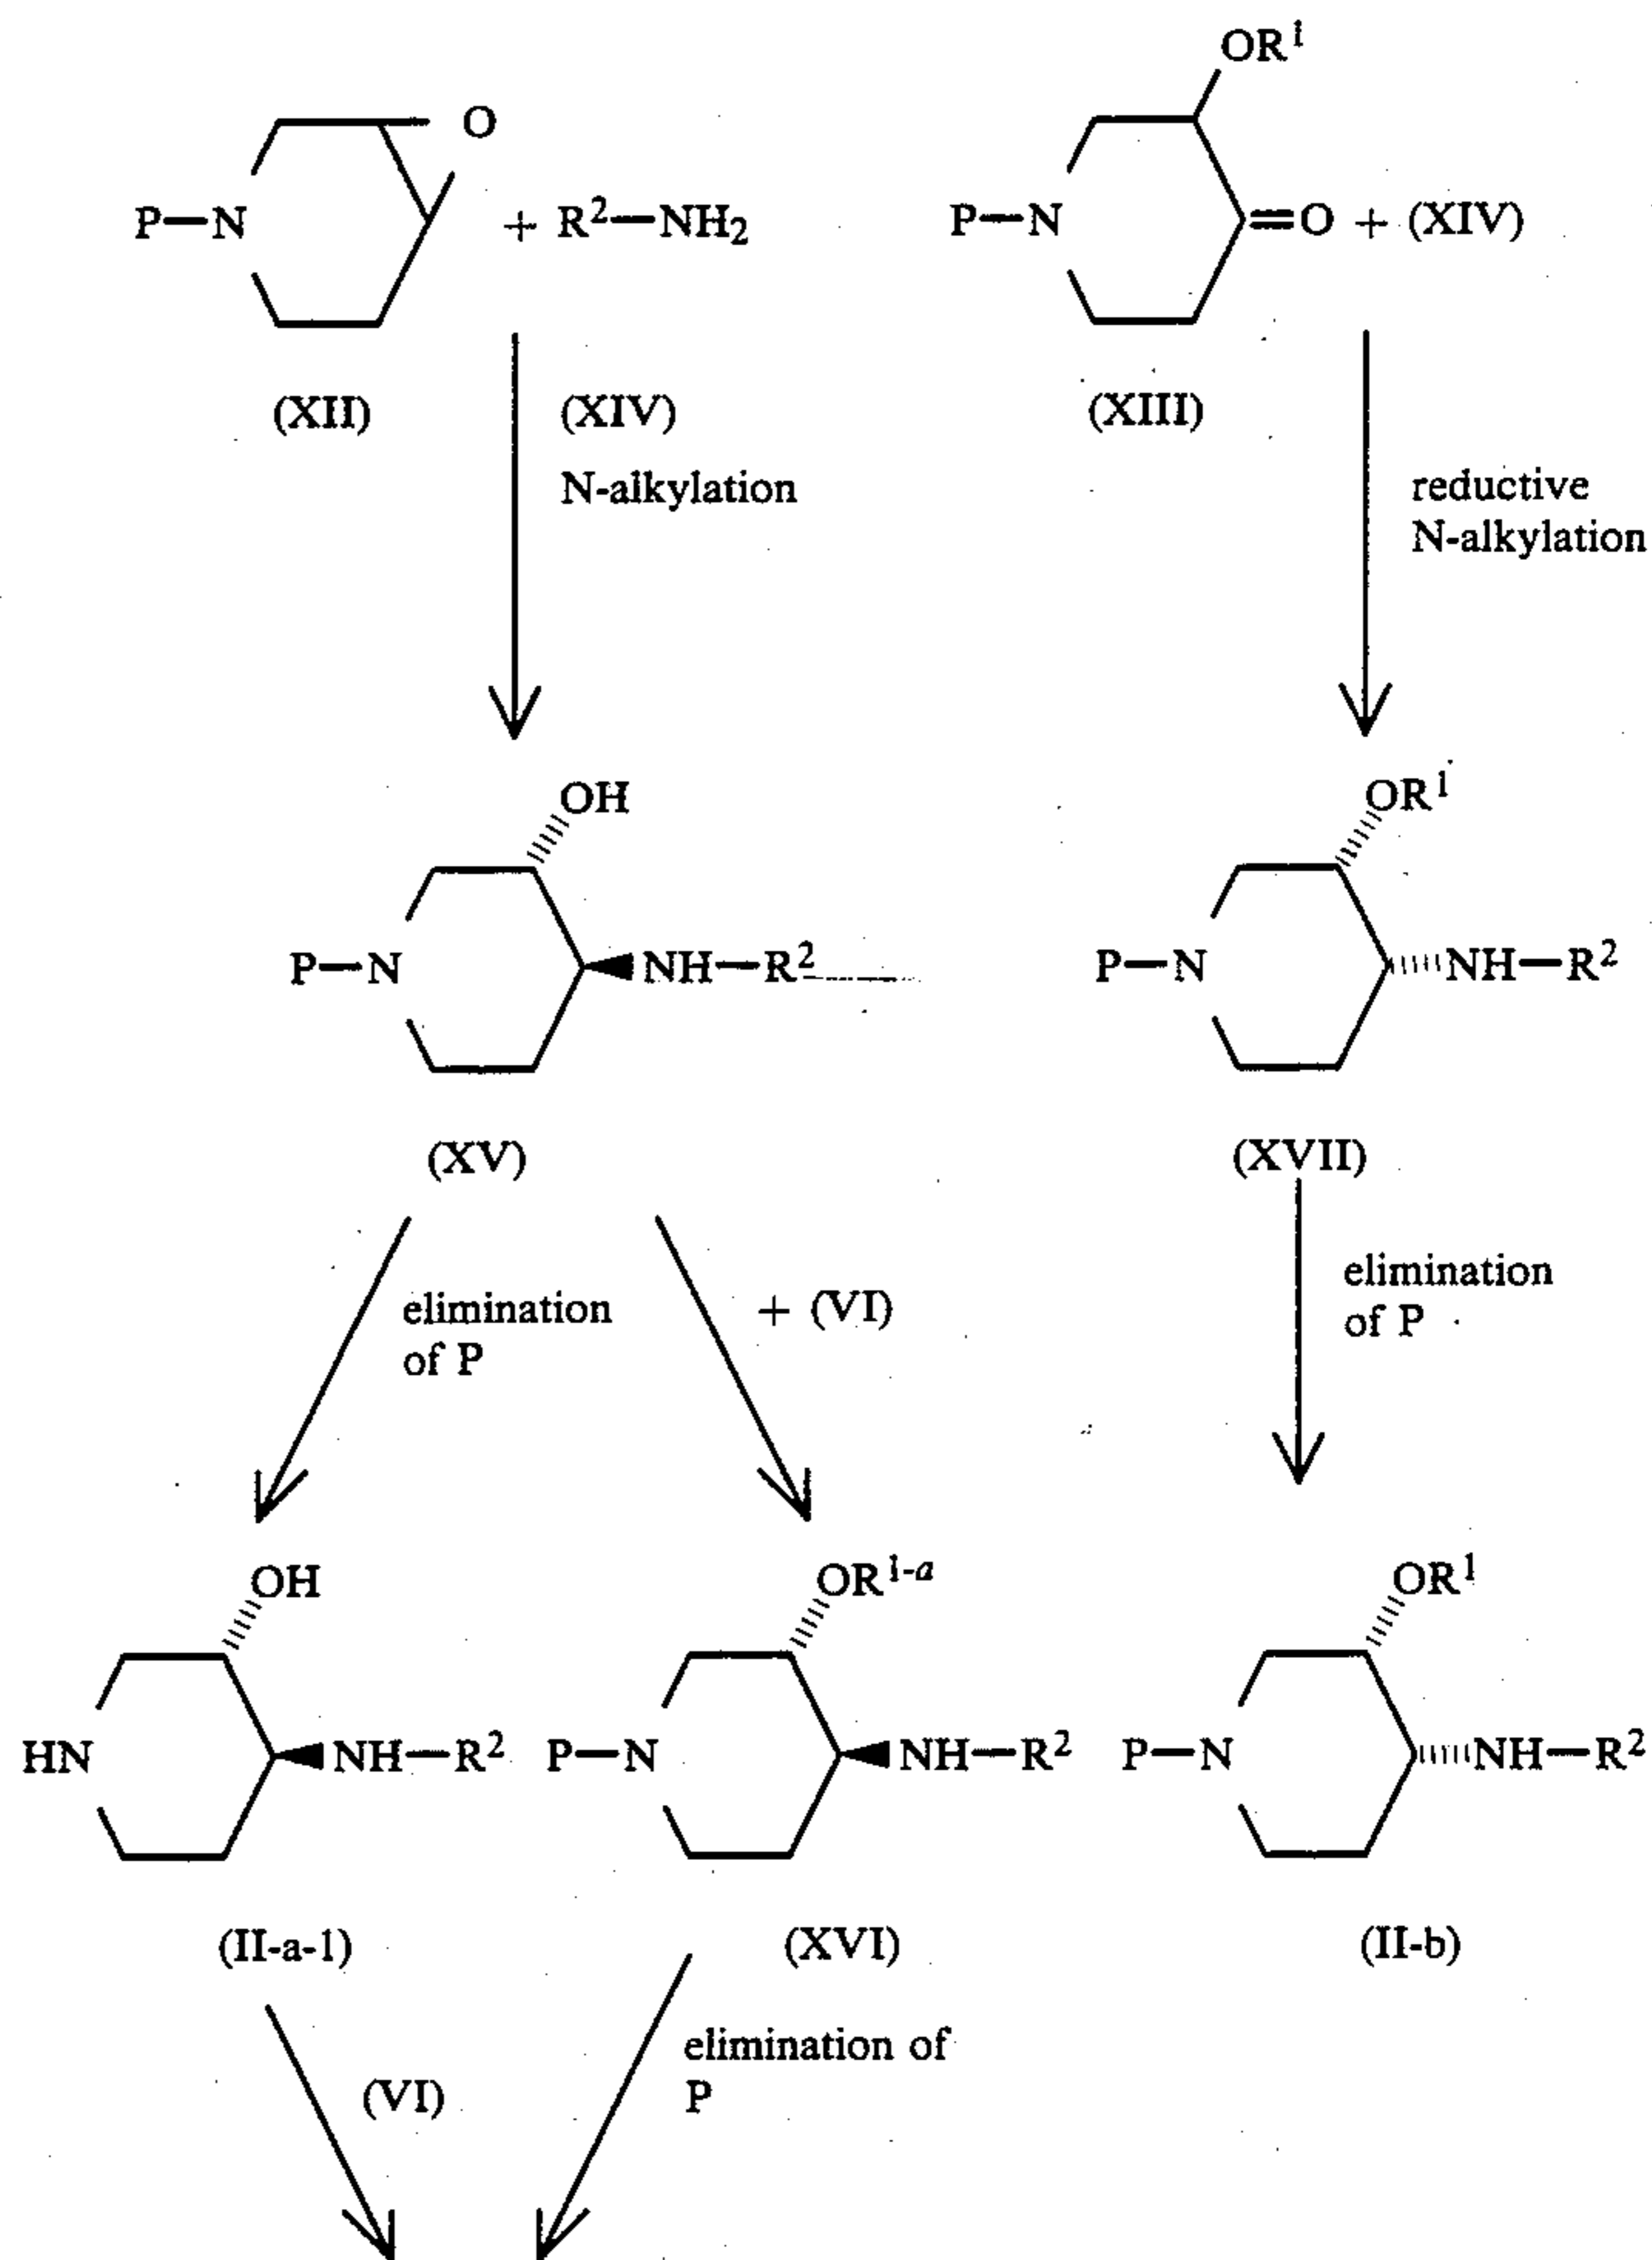 ORⁱ
O
P—N + R²—NH₂
P—N =O + (XIV)
(XII)
(XIV)
N-alkylation
(XIII)
reductive
N-alkylation
OH
P—N NH—R²
(XV)
OR¹
P—N NH—R²
(XVII)
elimination
of P
+ (VI)
elimination
of P
OH
HN NH—R²
(II-a-1)
OR¹⁻ᵃ
P—N NH—R²
(XVI)
OR¹
P—N NH—R²
(II-b)
(VI)
elimination of
P